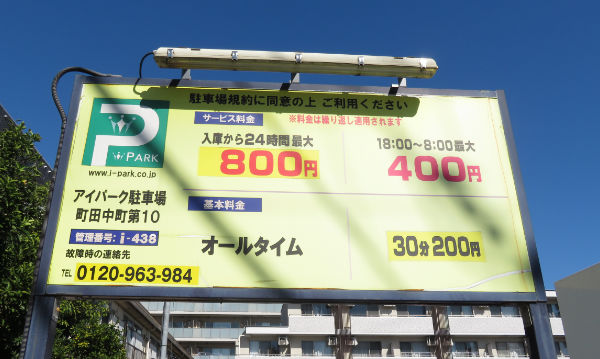 駐車場規約に同意の上 ご利用ください
P
i PARK
www.i-park.co.jp
アイパーク駐車場
町田中町第10
管理番号:i-438
故障時の連絡先
TEL 0120-963-984
サービス料金
※料金は繰り返し適用されます
入庫から24時間最大
800円
18:00～8:00最大
400円
基本料金
オールタイム
30分200円